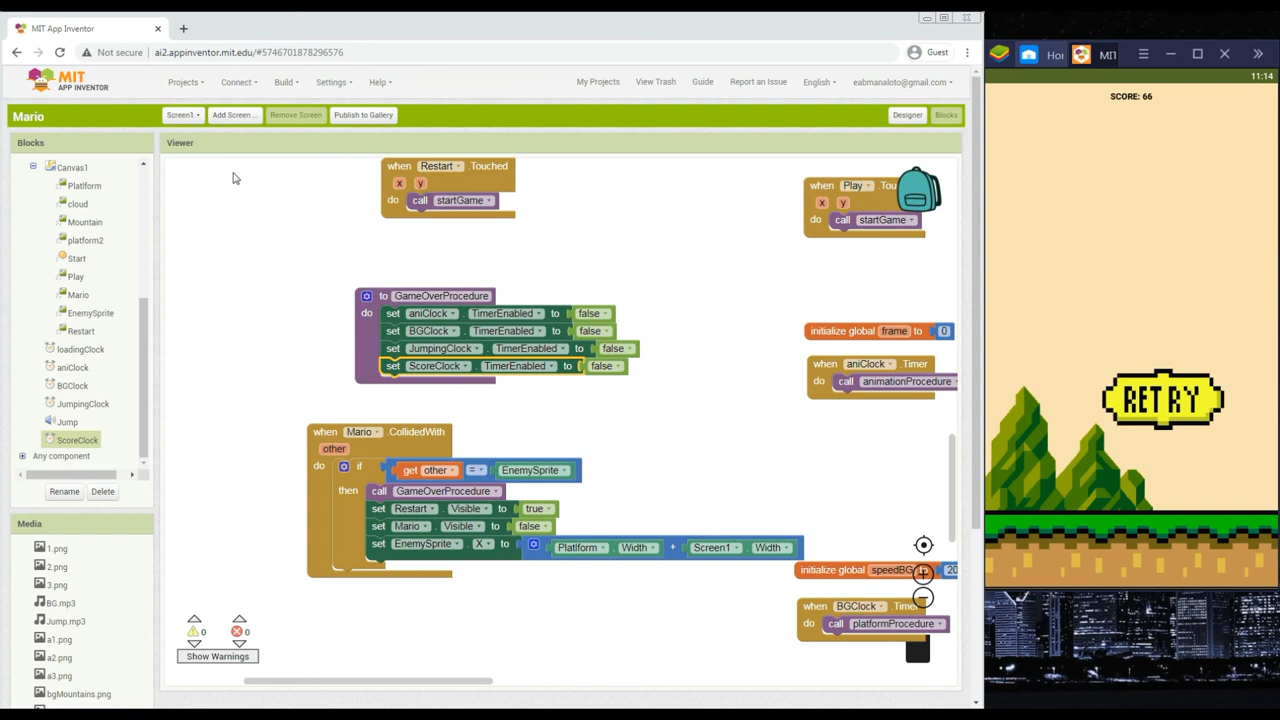 MIT App Inventor
Not secure
ai2.appinventor.mit.edu/#5746701878296576
Guest
MIT
APP INVENTOR
Projects
Connect
Build
Settings
Help
My Projects
View Trash
Guide
Report an Issue
English
eabmanaloto@gmail.com
Mario
Screen1
Add Screen ...
Remove Screen
Publish to Gallery
Designer
Blocks
Blocks
Viewer
Canvas1
Platlform
cloud
Mountain
platform2
Start
Play
Mario
EnemySprite
Restart
loadingClock
aniClock
BGClock
JumpingClock
Jump
ScoreClock
Any component
Rename
Delete
Media
1.png
2.png
3.png
BG.mp3
Jump.mp3
a1.png
a2.png
a3.png
bgMountains.png
when Restart .Touched
x y
do call startGame
when Play
x y
do call startGame
to GameOverProcedure
do set aniClock . TimerEnabled to false
set BGClock . TimerEnabled to false
set JumpingClock . TimerEnabled to false
set ScoreClock . TimerEnabled to false
initialize global frame to 0
when aniClock .Timer
do call animationProcedure
when Mario .CollidedWith
other
do if get other = EnemySprite
then call GameOverProcedure
set Restart . Visible to true
set Mario . Visible to false
set EnemySprite . X to Platlform . Width + Screen1 . Width
initialize global speedBG 20
when BGClock .Timer
do call platformProcedure
0 0
Show Warnings
11:14
SCORE: 66
RETRY